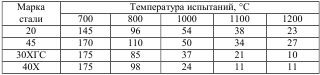 Марка стали Температура испытаний, °С
700 800 1000 1100 1200
20 145 96 54 38 23
45 170 110 50 34 27
30ХГС 175 85 37 21 10
40Х 175 98 24 11 11